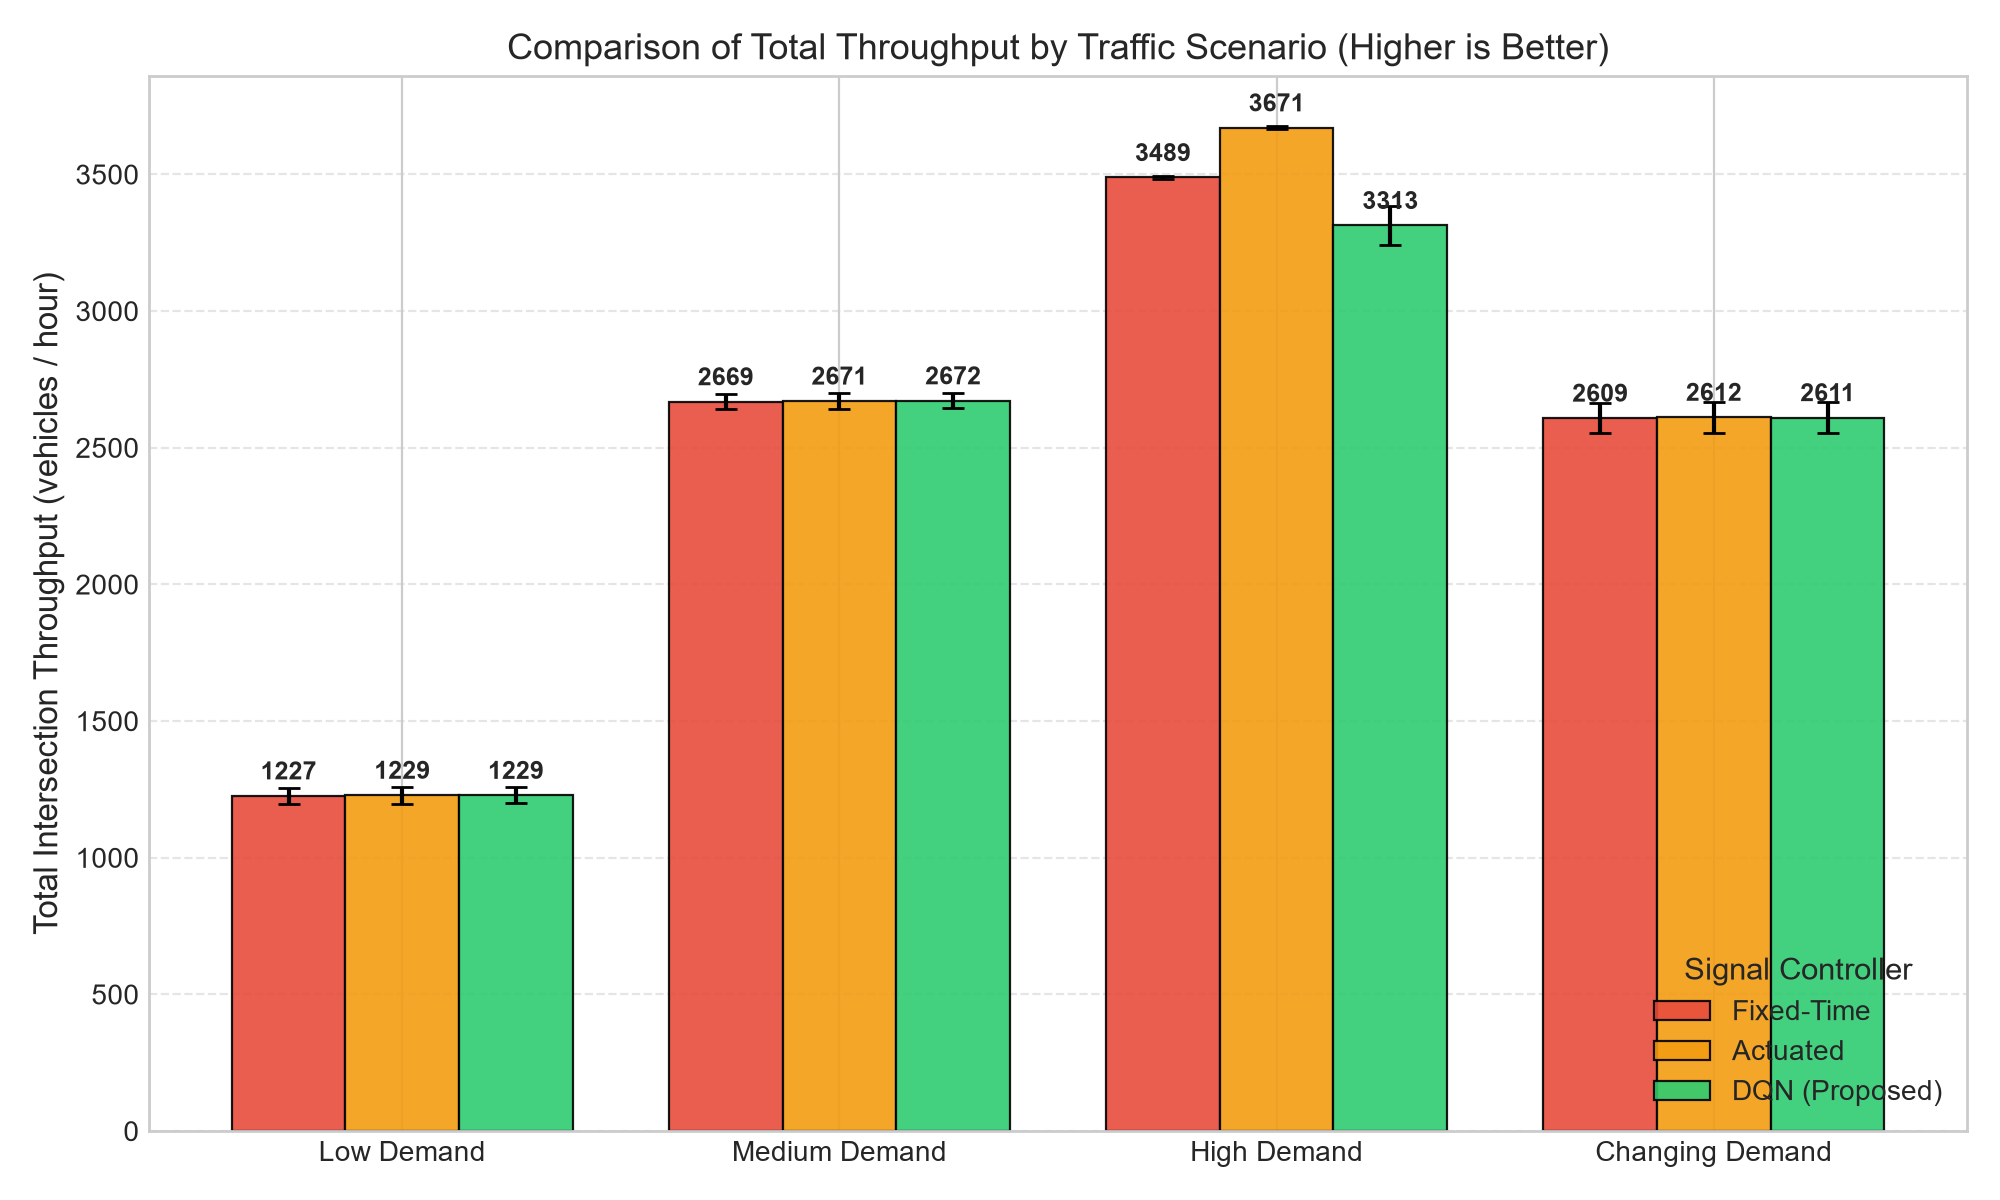 Comparison of Total Throughput by Traffic Scenario (Higher is Better)
Total Intersection Throughput (vehicles / hour)
3500
3000
2500
2000
1500
1000
500
0
1227
1229
1229
2669
2671
2672
3489
3671
3313
2609
2612
2611
Signal Controller
Fixed-Time
Actuated
DQN (Proposed)
Low Demand
Medium Demand
High Demand
Changing Demand